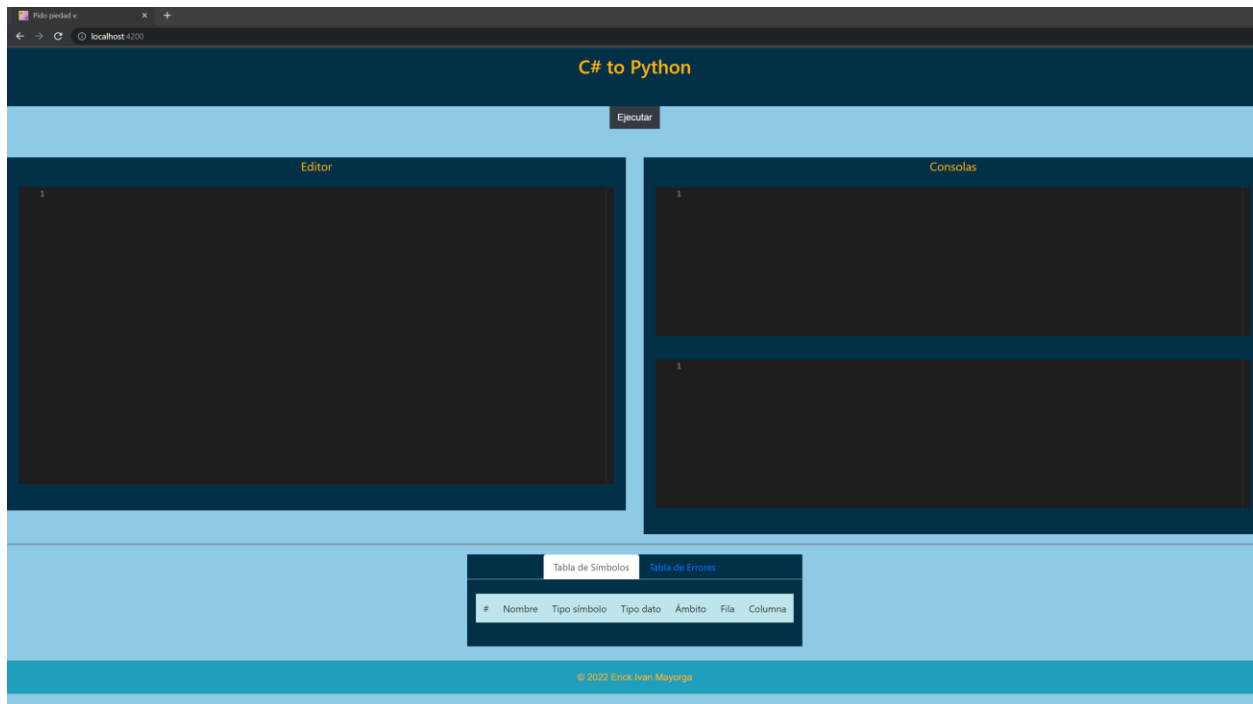 Pido piedad v:
localhost:4200
C# to Python
Ejecutar
Editor
Consolas
1
1
1
Tabla de Símbolos Tabla de Errores
# Nombre Tipo símbolo Tipo dato Ámbito Fila Columna
© 2022 Erick Ivan Mayorga